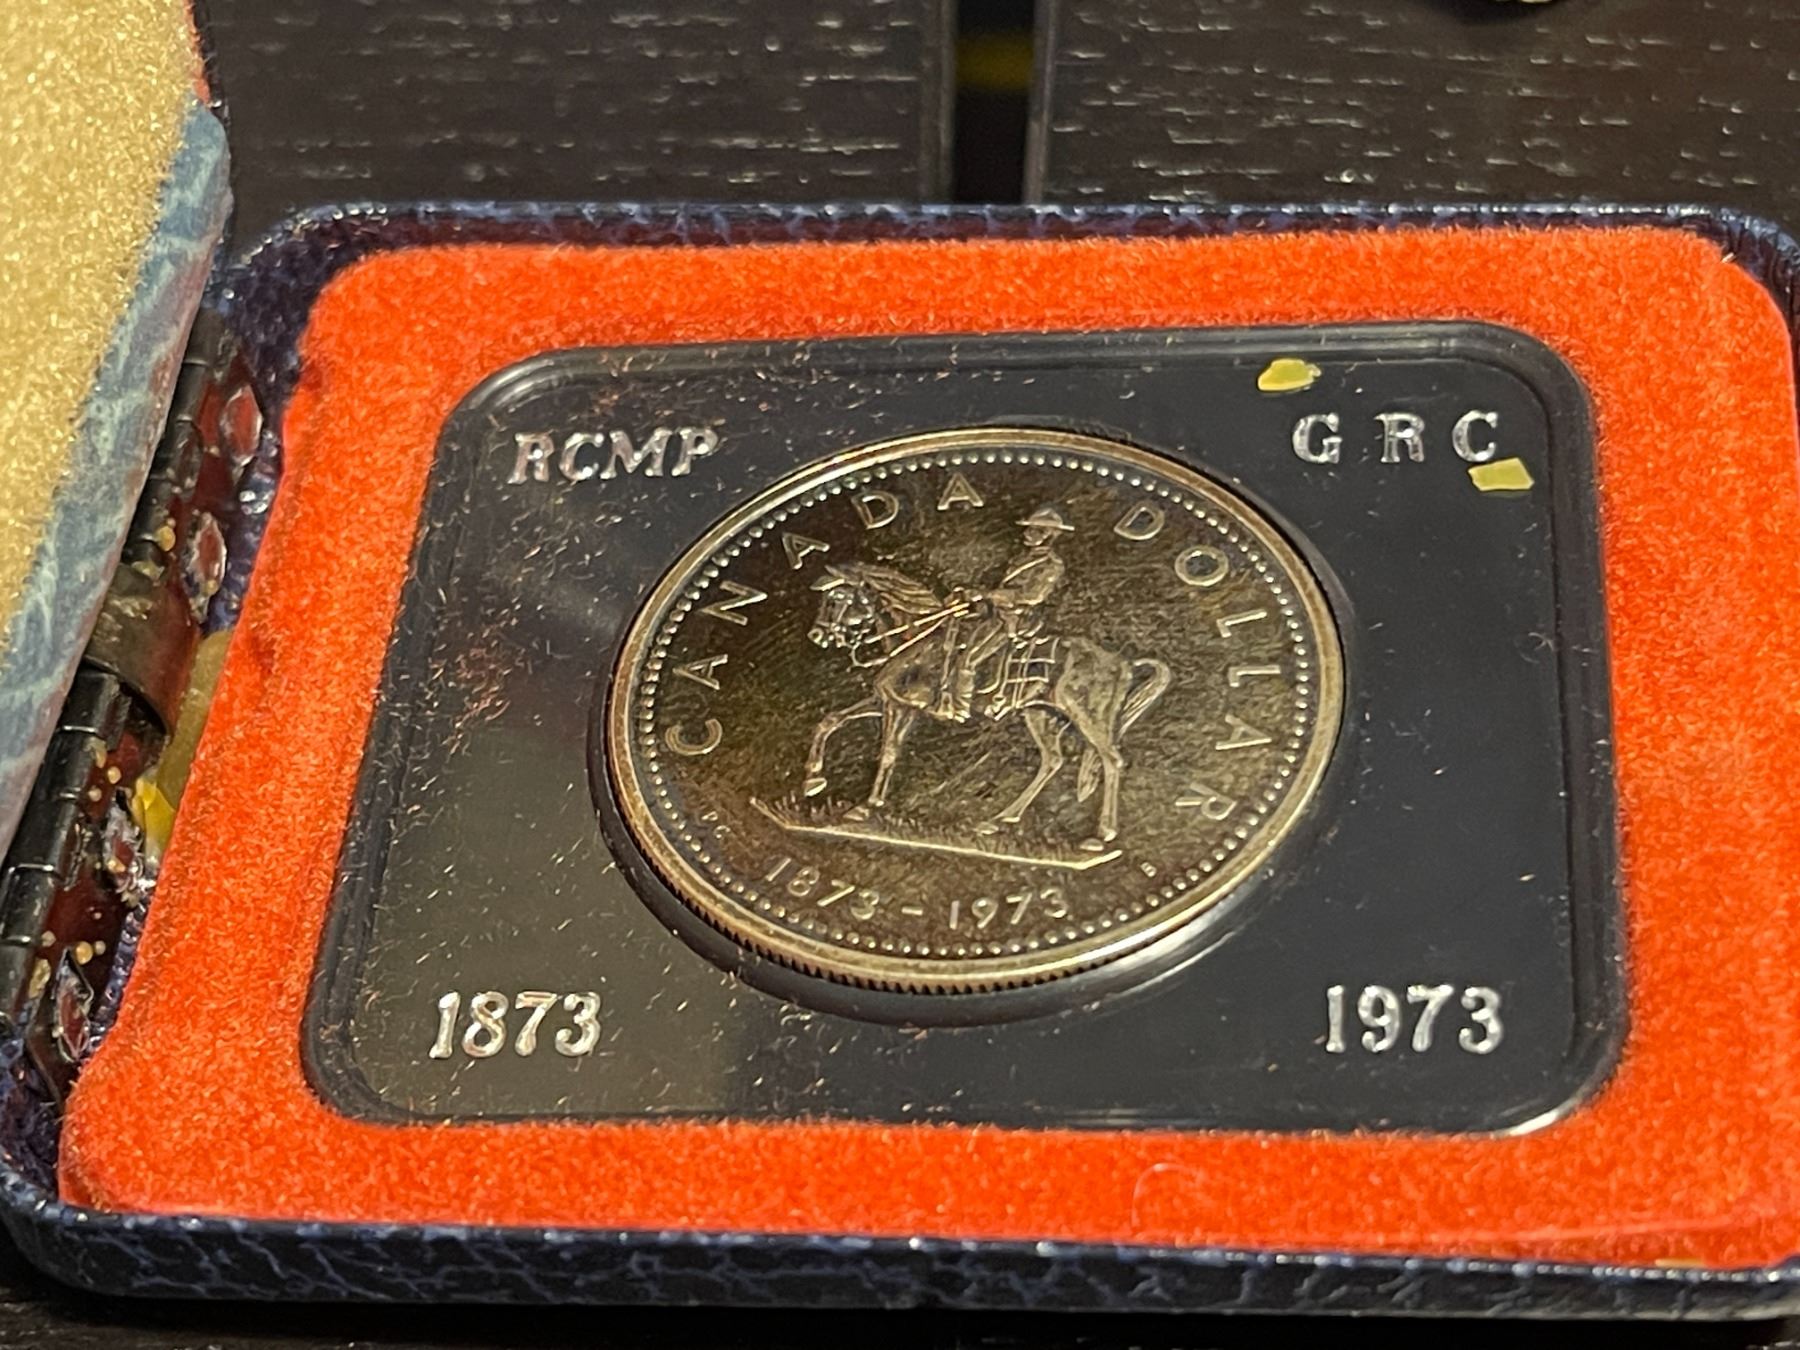 RCMP
GRC
CANADA DOLLAR
1873 - 1973
1873
1973